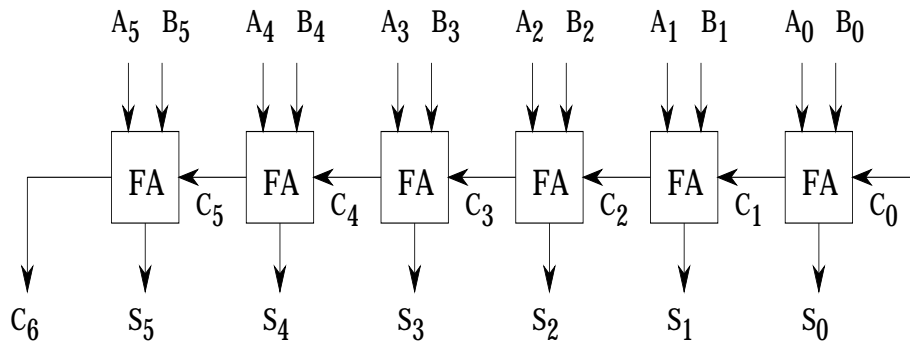 A5 B5 A4 B4 A3 B3 A2 B2 A1 B1 A0 B0
FA FA FA FA FA FA
C5 C4 C3 C2 C1 C0
C6 S5 S4 S3 S2 S1 S0